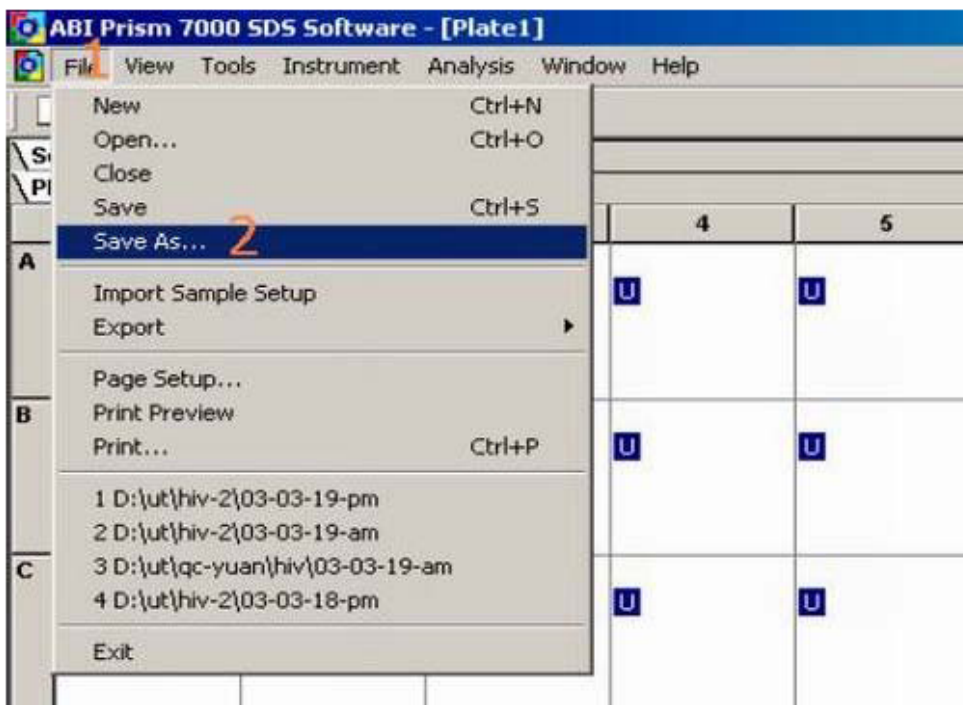 ABI Prism 7000 SDS Software - [Plate1]
1
File View Tools Instrument Analysis Window Help
New Ctrl+N
Open... Ctrl+O
Close
Save Ctrl+S
4 5
Save As... 2
A
Import Sample Setup
U U
Export
Page Setup...
B Print Preview
Print... Ctrl+P
U U
1 D:\ut\hiv-2\03-03-19-pm
2 D:\ut\hiv-2\03-03-19-am
C 3 D:\ut\qc-yuan\hiv\03-03-19-am
4 D:\ut\hiv-2\03-03-18-pm
U U
Exit